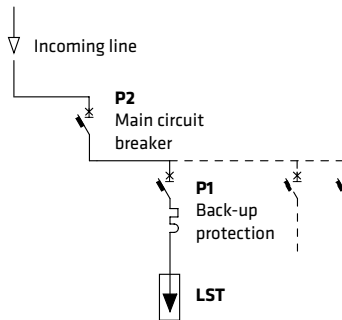 Incoming line
P2
Main circuit
breaker
P1
Back-up
protection
LST